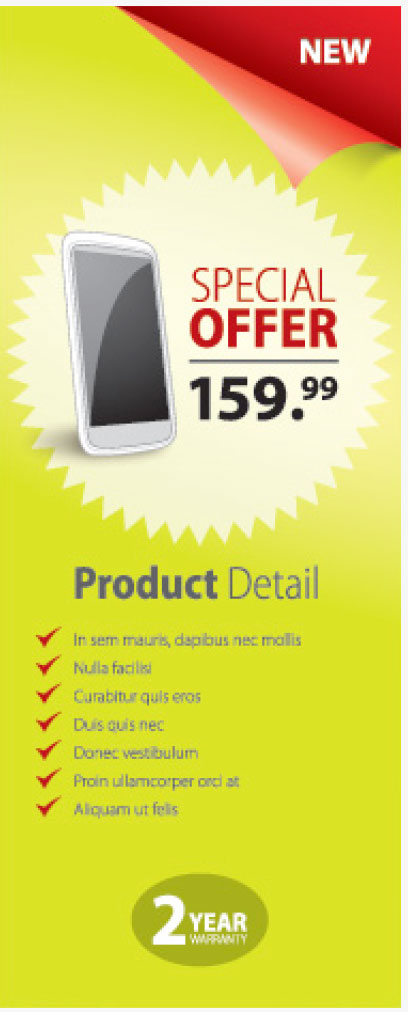 NEW
SPECIAL
OFFER
159.99
Product Detail
In sem mauris, dapibus nec mollis
Nulla facilisi
Curabitur quis eros
Duis quis nec
Donec vestibulum
Proin ullamcorper orci at
Aliquam ut felis
2 YEAR
WARRANTY